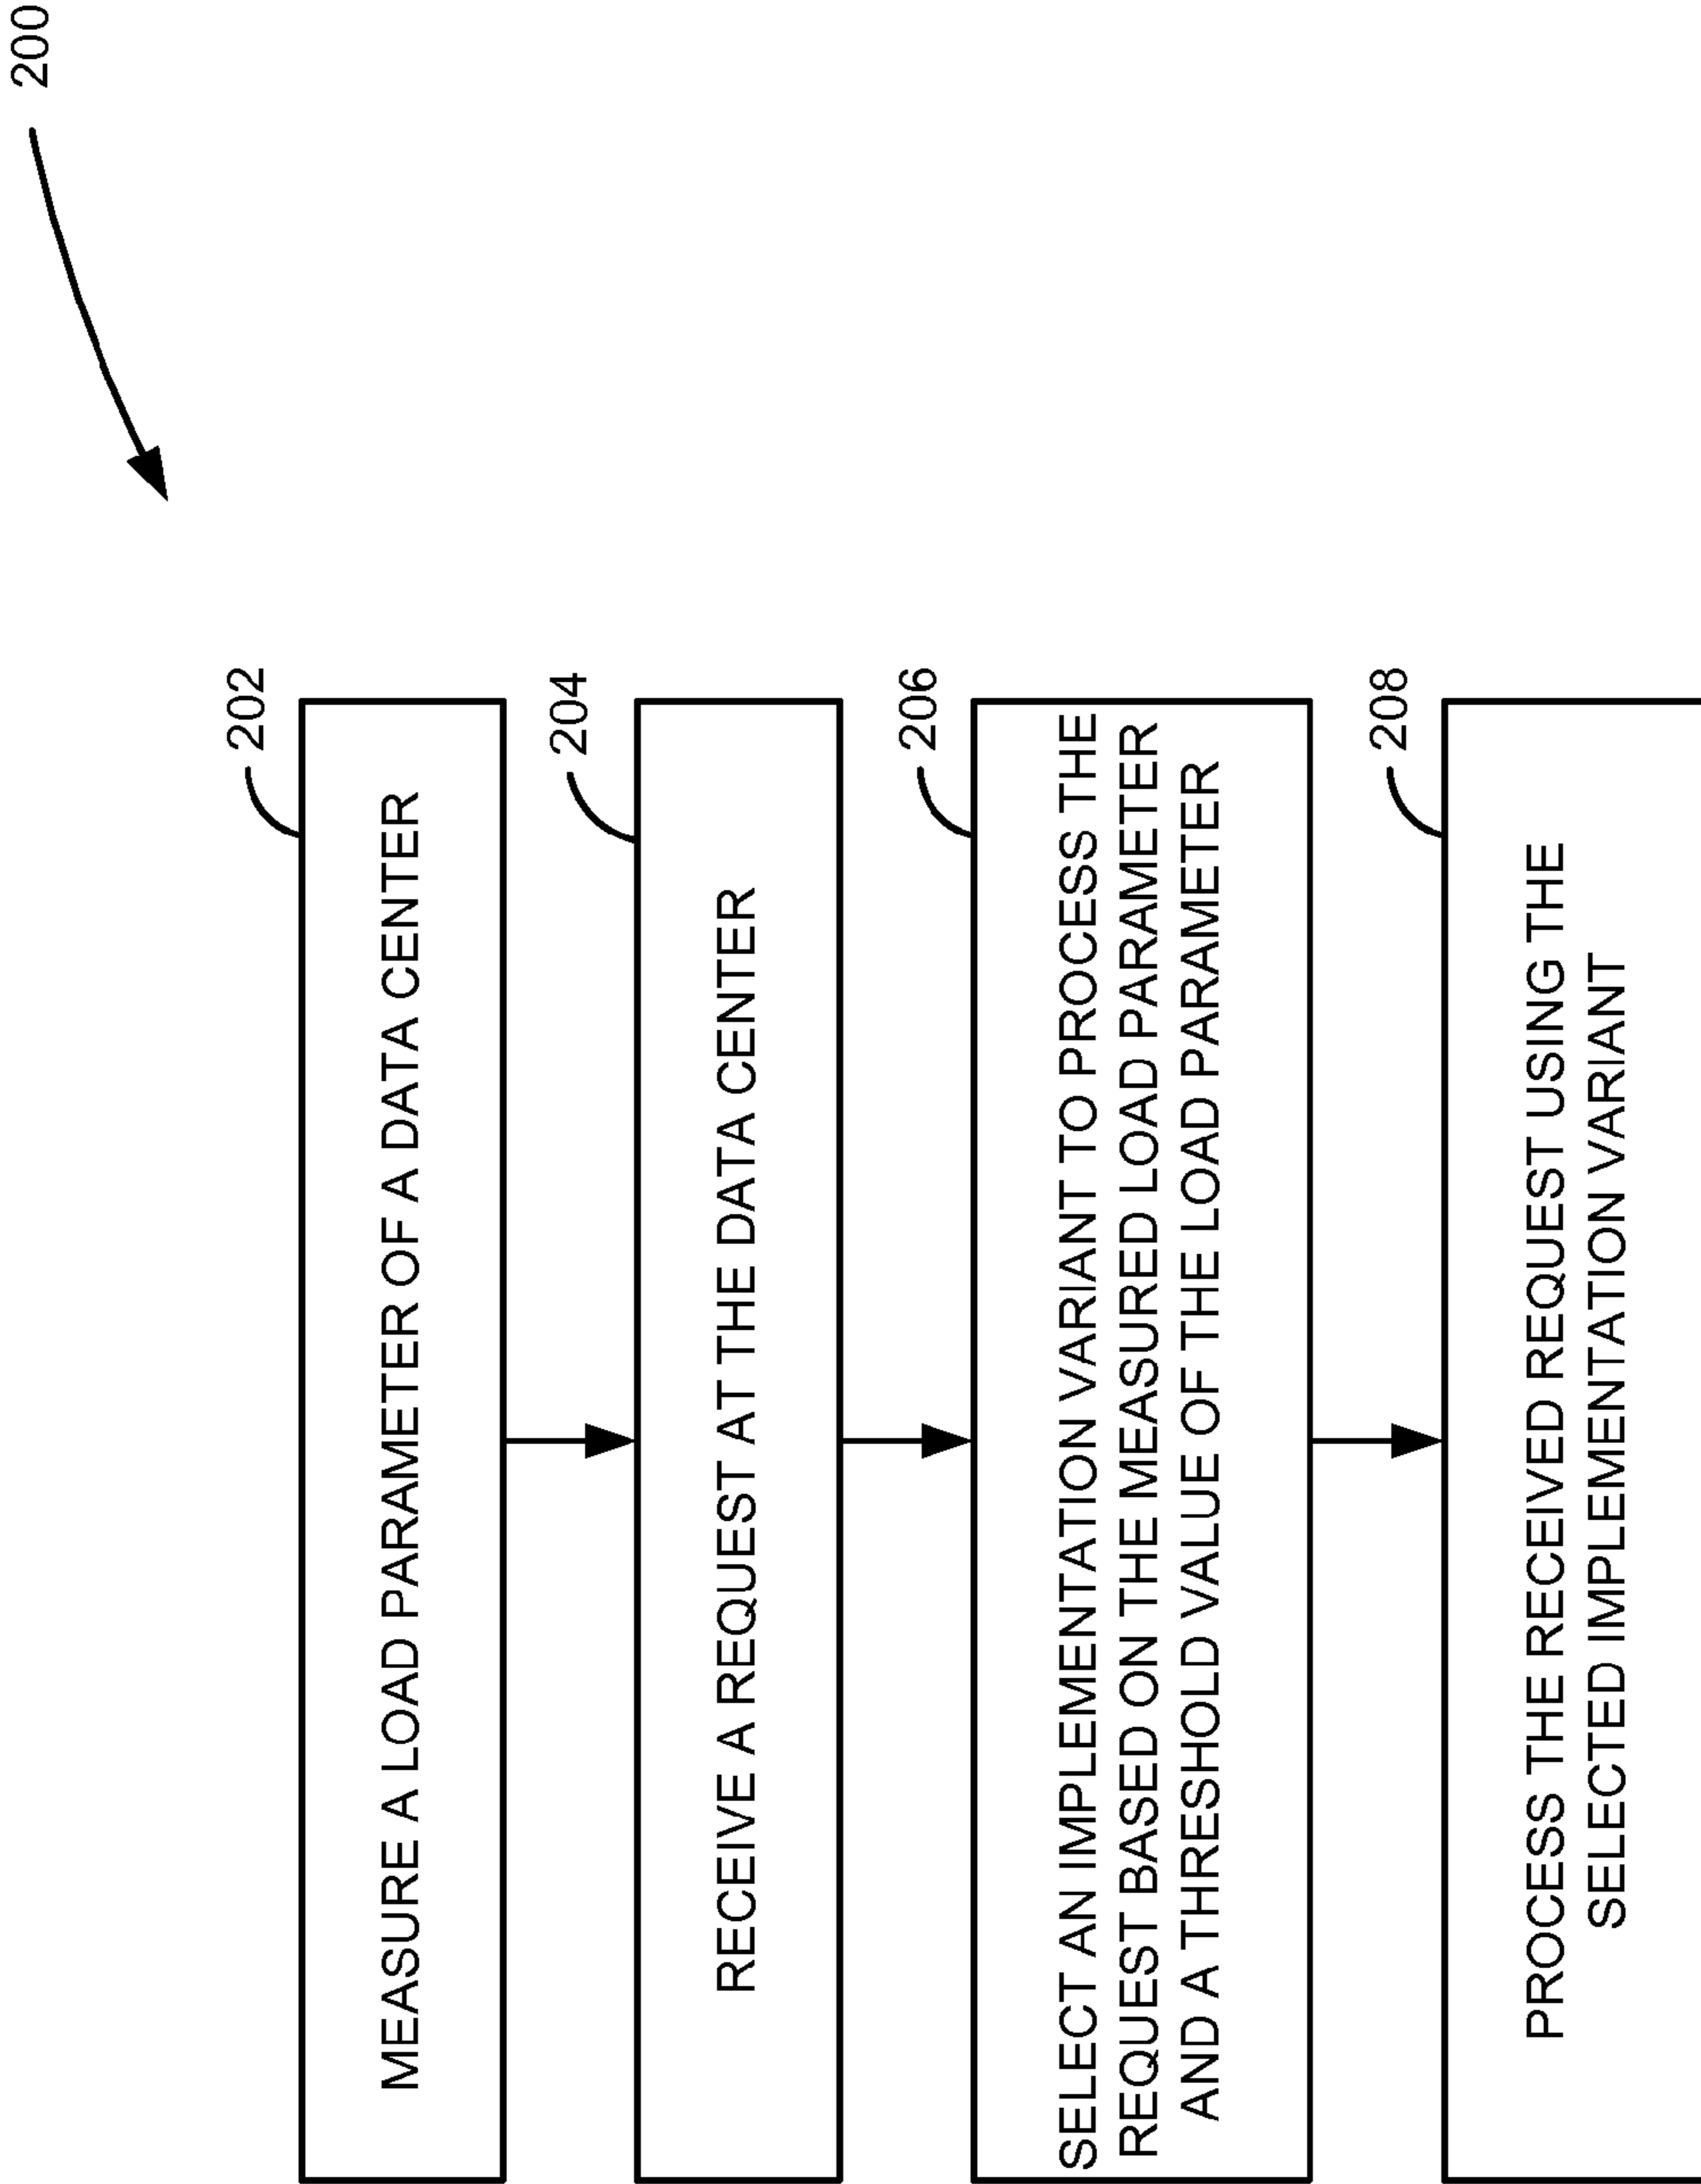 200
202
MEASURE A LOAD PARAMETER OF A DATA CENTER
204
RECEIVE A REQUEST AT THE DATA CENTER
206
SELECT AN IMPLEMENTATION VARIANT TO PROCESS THE
REQUEST BASED ON THE MEASURED LOAD PARAMETER
AND A THRESHOLD VALUE OF THE LOAD PARAMETER
208
PROCESS THE RECEIVED REQUEST USING THE
SELECTED IMPLEMENTATION VARIANT